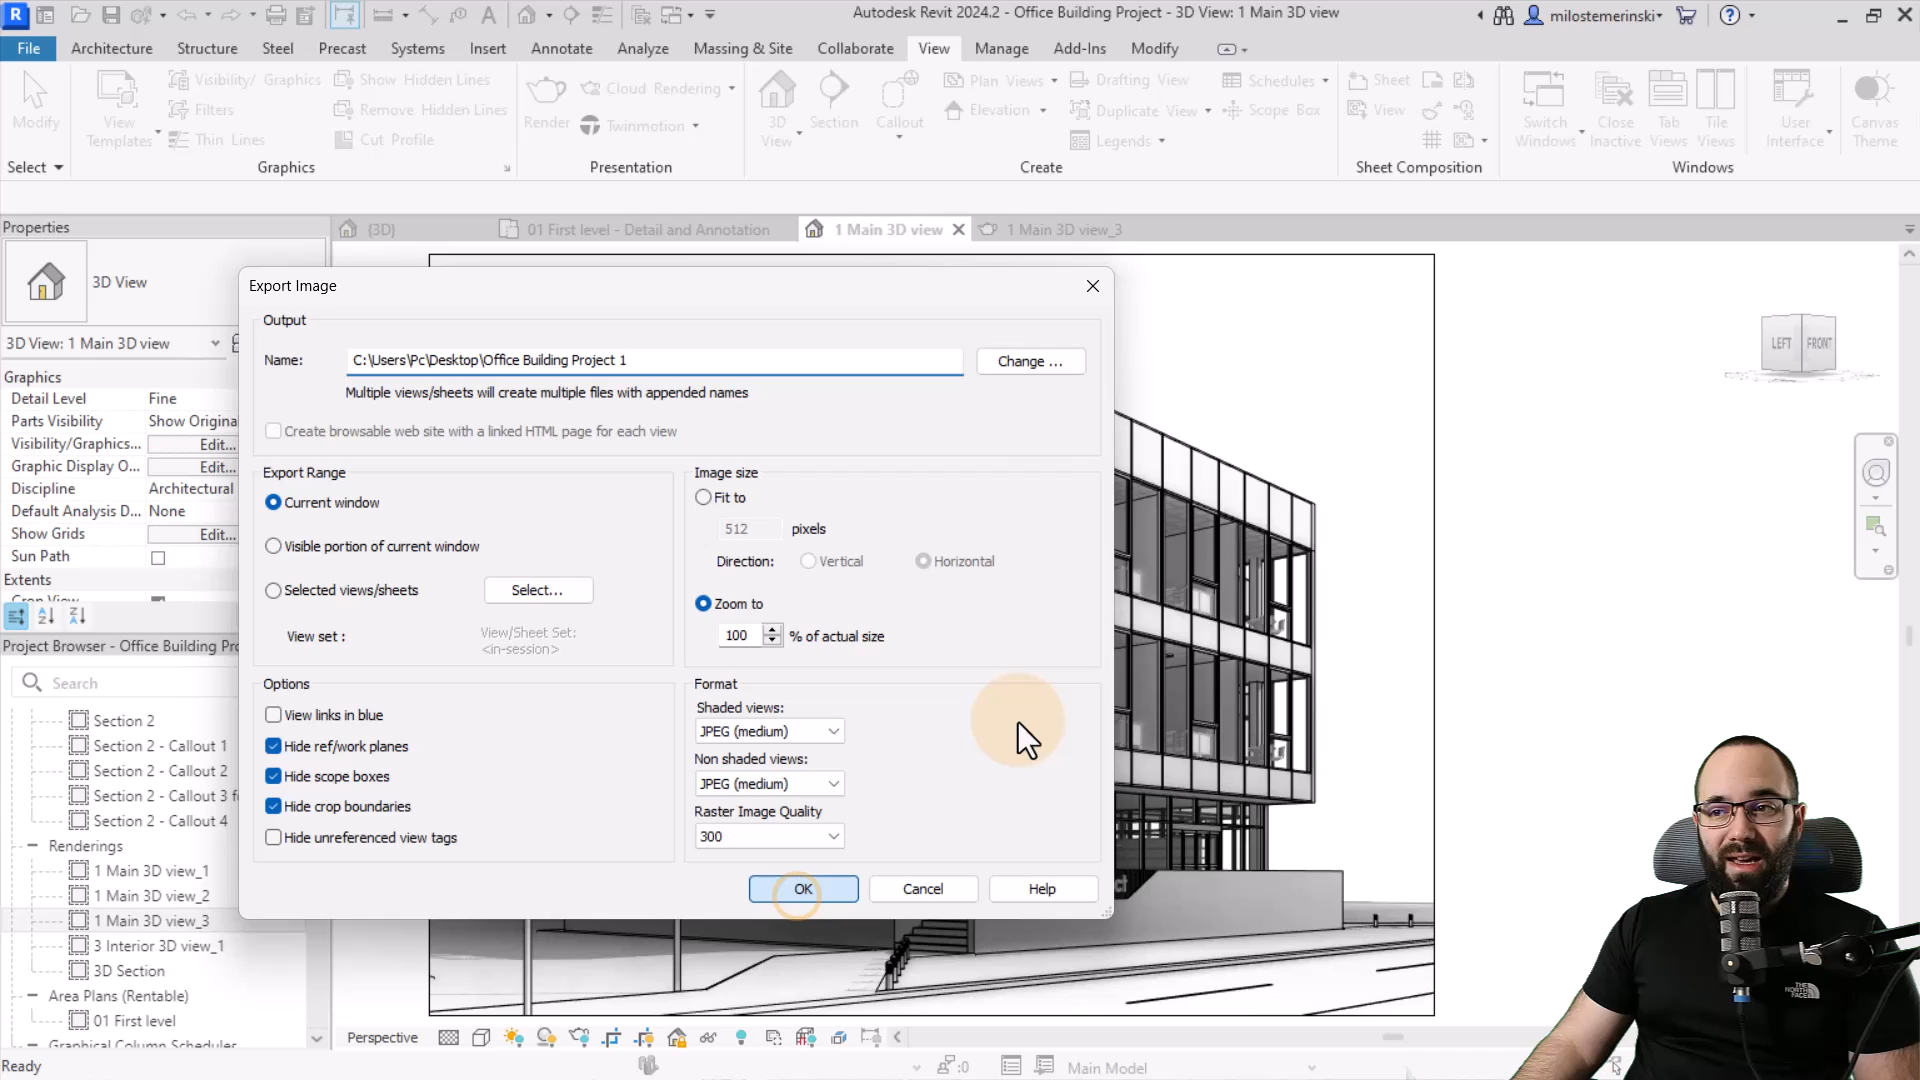 Autodesk Revit 2024.2 - Office Building Project - 3D View: 1 Main 3D view
milostemerinski
File Architecture Structure Steel Precast Systems Insert Annotate Analyze Massing & Site Collaborate View Manage Add-Ins Modify
Modify
View Templates
Visibility/ Graphics
Filters
Thin Lines
Show Hidden Lines
Remove Hidden Lines
Cut Profile
Render
Cloud Rendering
Twinmotion
3D View
Section
Callout
Plan Views
Elevation
Drafting View
Duplicate View
Legends
Schedules
Scope Box
Sheet
View
Switch Windows
Close Inactive
Tab Views
Tile Views
User Interface
Canvas Theme
Select Graphics Presentation Create Sheet Composition Windows
Properties
{3D} 01 First level - Detail and Annotation 1 Main 3D view 1 Main 3D view_3
3D View
3D View: 1 Main 3D view
Graphics
Detail Level Fine
Parts Visibility Show Origina
Visibility/Graphics... Edit...
Graphic Display O... Edit...
Discipline Architectural
Default Analysis D... None
Show Grids Edit...
Sun Path
Extents
Crop View
Project Browser - Office Building Pro
Search
Section 2
Section 2 - Callout 1
Section 2 - Callout 2
Section 2 - Callout 3 f
Section 2 - Callout 4
Renderings
1 Main 3D view_1
1 Main 3D view_2
1 Main 3D view_3
3 Interior 3D view_1
3D Section
Area Plans (Rentable)
01 First level
Graphical Column Schedules
Export Image
Output
Name: C:\Users\Pc\Desktop\Office Building Project 1 Change ...
Multiple views/sheets will create multiple files with appended names
Create browsable web site with a linked HTML page for each view
Export Range
Current window
Visible portion of current window
Selected views/sheets Select...
View set : View/Sheet Set:
<in-session>
Image size
Fit to
512 pixels
Direction: Vertical Horizontal
Zoom to
100 % of actual size
Options
View links in blue
Hide ref/work planes
Hide scope boxes
Hide crop boundaries
Hide unreferenced view tags
Format
Shaded views:
JPEG (medium)
Non shaded views:
JPEG (medium)
Raster Image Quality
300
OK Cancel Help
LEFT FRONT
THE NORTH FACE
Perspective
Ready
:0
Main Model